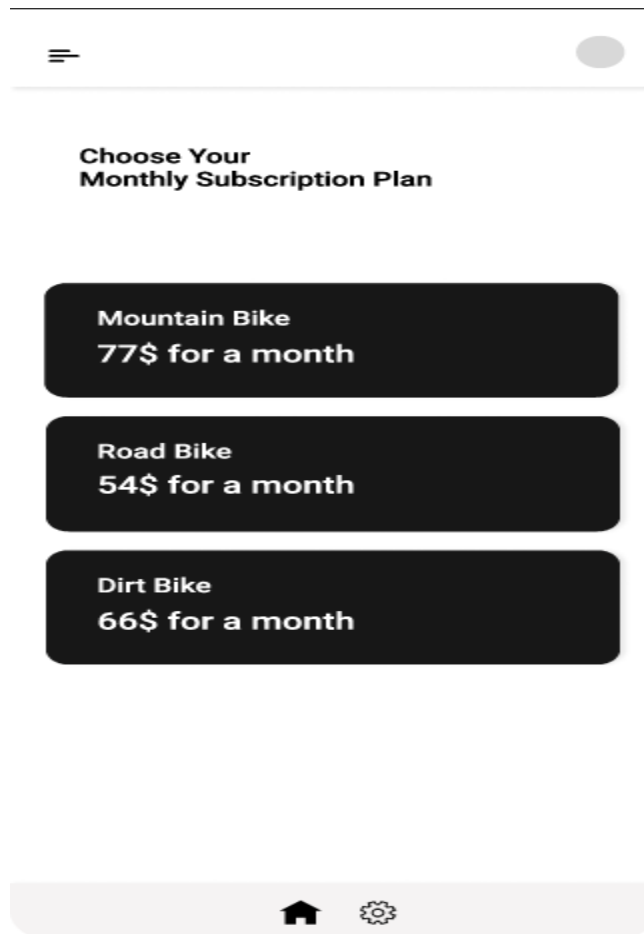 Choose Your
Monthly Subscription Plan
Mountain Bike
77$ for a month
Road Bike
54$ for a month
Dirt Bike
66$ for a month